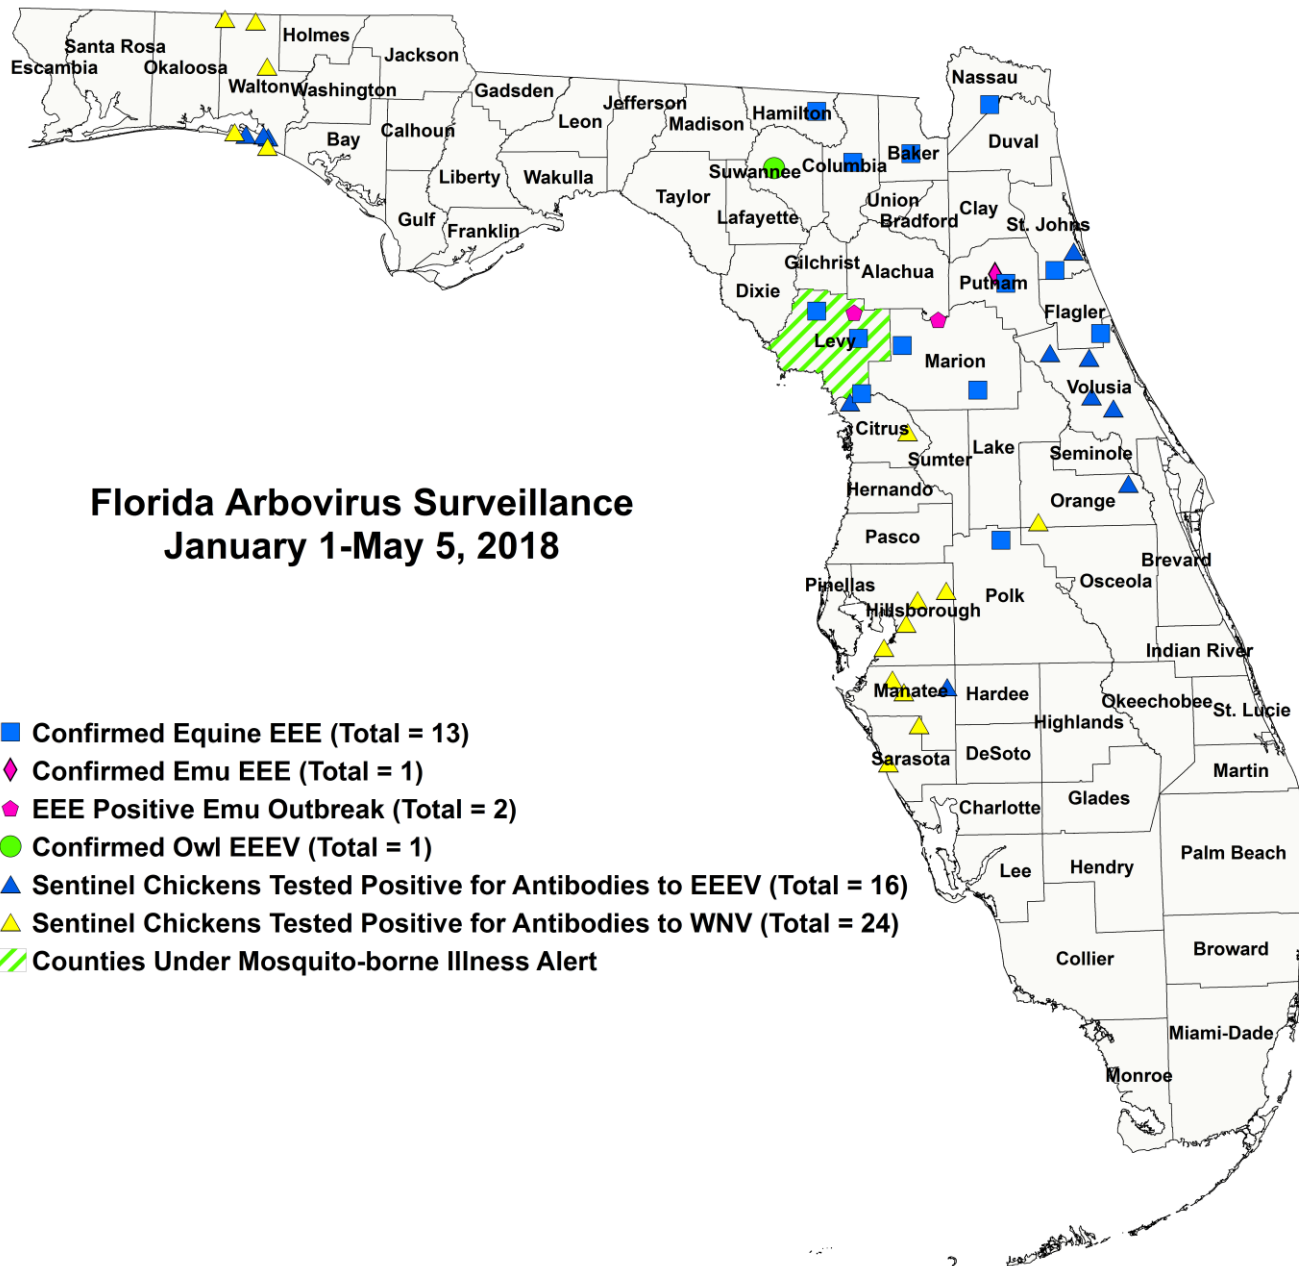 Nassau
Holmes
Santa Rosa
Jackson
Escambia
Okaloosa
Walton
Washington
Gadsden
Jefferson
Hamilton
Leon
Madison
Calhoun
Bay
Duval
Baker
Columbia
Suwannee
Liberty
Wakulla
Taylor
Union
Clay
Lafayette
Bradford
St. Johns
Gulf
Franklin
Gilchrist
Alachua
Putnam
Dixie
Flagler
Levy
Marion
Volusia
Citrus
Lake
Seminole
Sumter
Hernando
Orange
Florida Arbovirus Surveillance
January 1-May 5, 2018
Pasco
Brevard
Osceola
Pinellas
Polk
Hillsborough
Indian River
Manatee
Hardee
Okeechobee
St. Lucie
Highlands
Sarasota
DeSoto
Martin
Charlotte
Glades
Palm Beach
Lee
Hendry
Broward
Collier
Miami-Dade
Monroe
Confirmed Equine EEE (Total = 13)
Confirmed Emu EEE (Total = 1)
EEE Positive Emu Outbreak (Total = 2)
Confirmed Owl EEEV (Total = 1)
Sentinel Chickens Tested Positive for Antibodies to EEEV (Total = 16)
Sentinel Chickens Tested Positive for Antibodies to WNV (Total = 24)
Counties Under Mosquito-borne Illness Alert